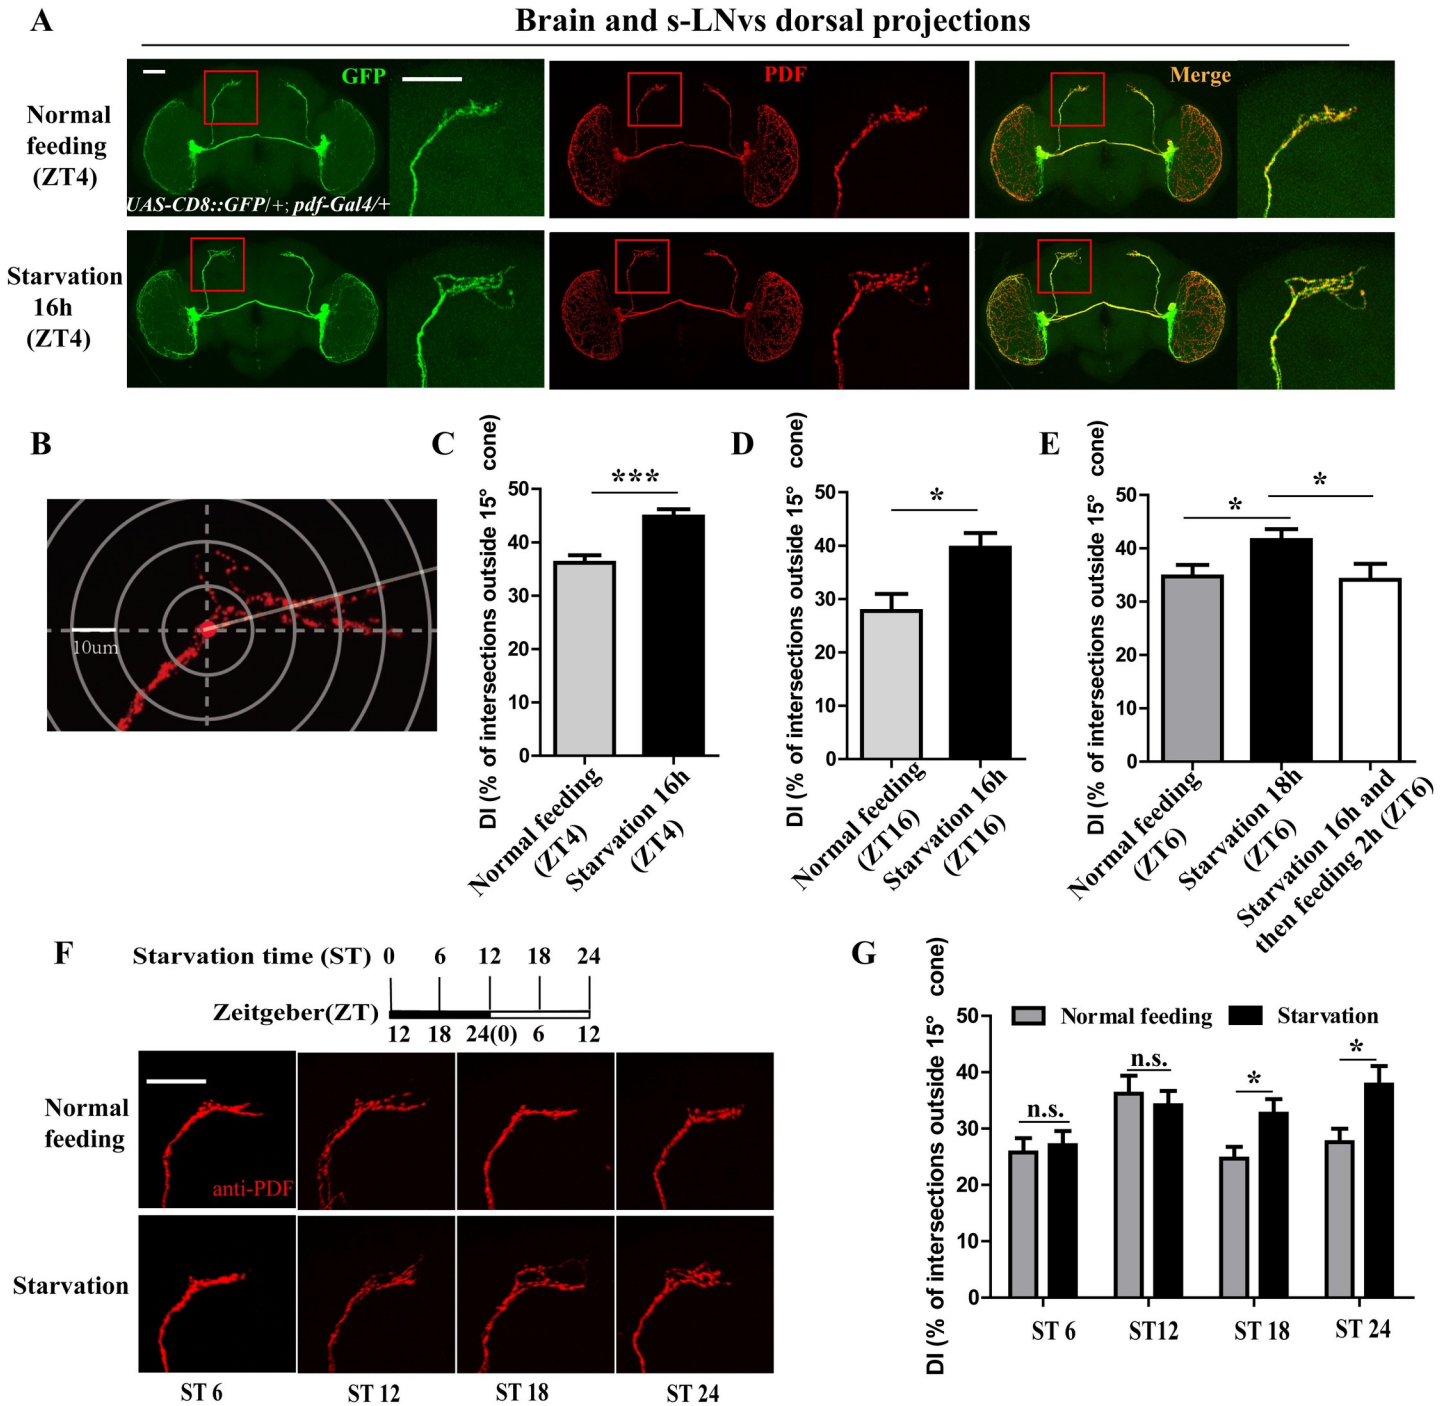 A
Brain and s-LNvs dorsal projections
Normal
feeding
(ZT4)
GFP
UAS-CD8::GFP/+; pdf-Gal4/+
PDF
Merge
Starvation
16h
(ZT4)
B
10um
C
DI (% of intersections outside 15° cone)
50
40
30
20
10
0
***
Normal feeding
(ZT4)
Starvation 16h
(ZT4)
D
DI (% of intersections outside 15° cone)
50
40
30
20
10
0
*
Normal feeding
(ZT16)
Starvation 16h
(ZT16)
E
DI (% of intersections outside 15° cone)
50
40
30
20
10
0
*
*
Normal feeding
(ZT6)
Starvation 18h
(ZT6)
Starvation 16h and
then feeding 2h (ZT6)
F
Starvation time (ST) 0 6 12 18 24
Zeitgeber(ZT)
12 18 24(0) 6 12
Normal
feeding
anti-PDF
Starvation
ST 6 ST 12 ST 18 ST 24
G
DI (% of intersections outside 15° cone)
50
40
30
20
10
0
Normal feeding Starvation
n.s.
n.s.
*
*
ST 6 ST12 ST 18 ST 24